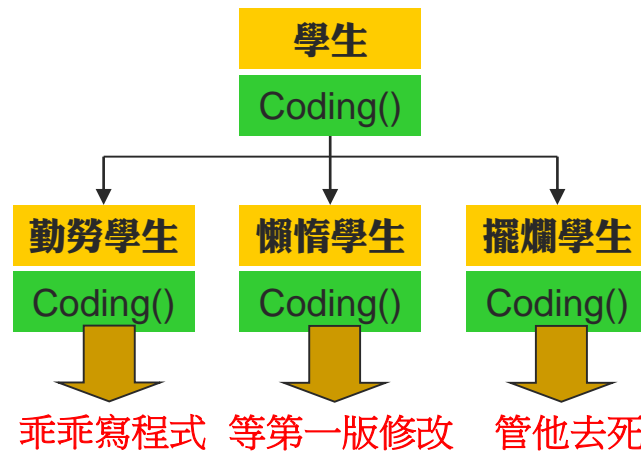 學生
Coding()
勤勞學生
Coding()
懶惰學生
Coding()
擺爛學生
Coding()
乖乖寫程式
等第一版修改
管他去死